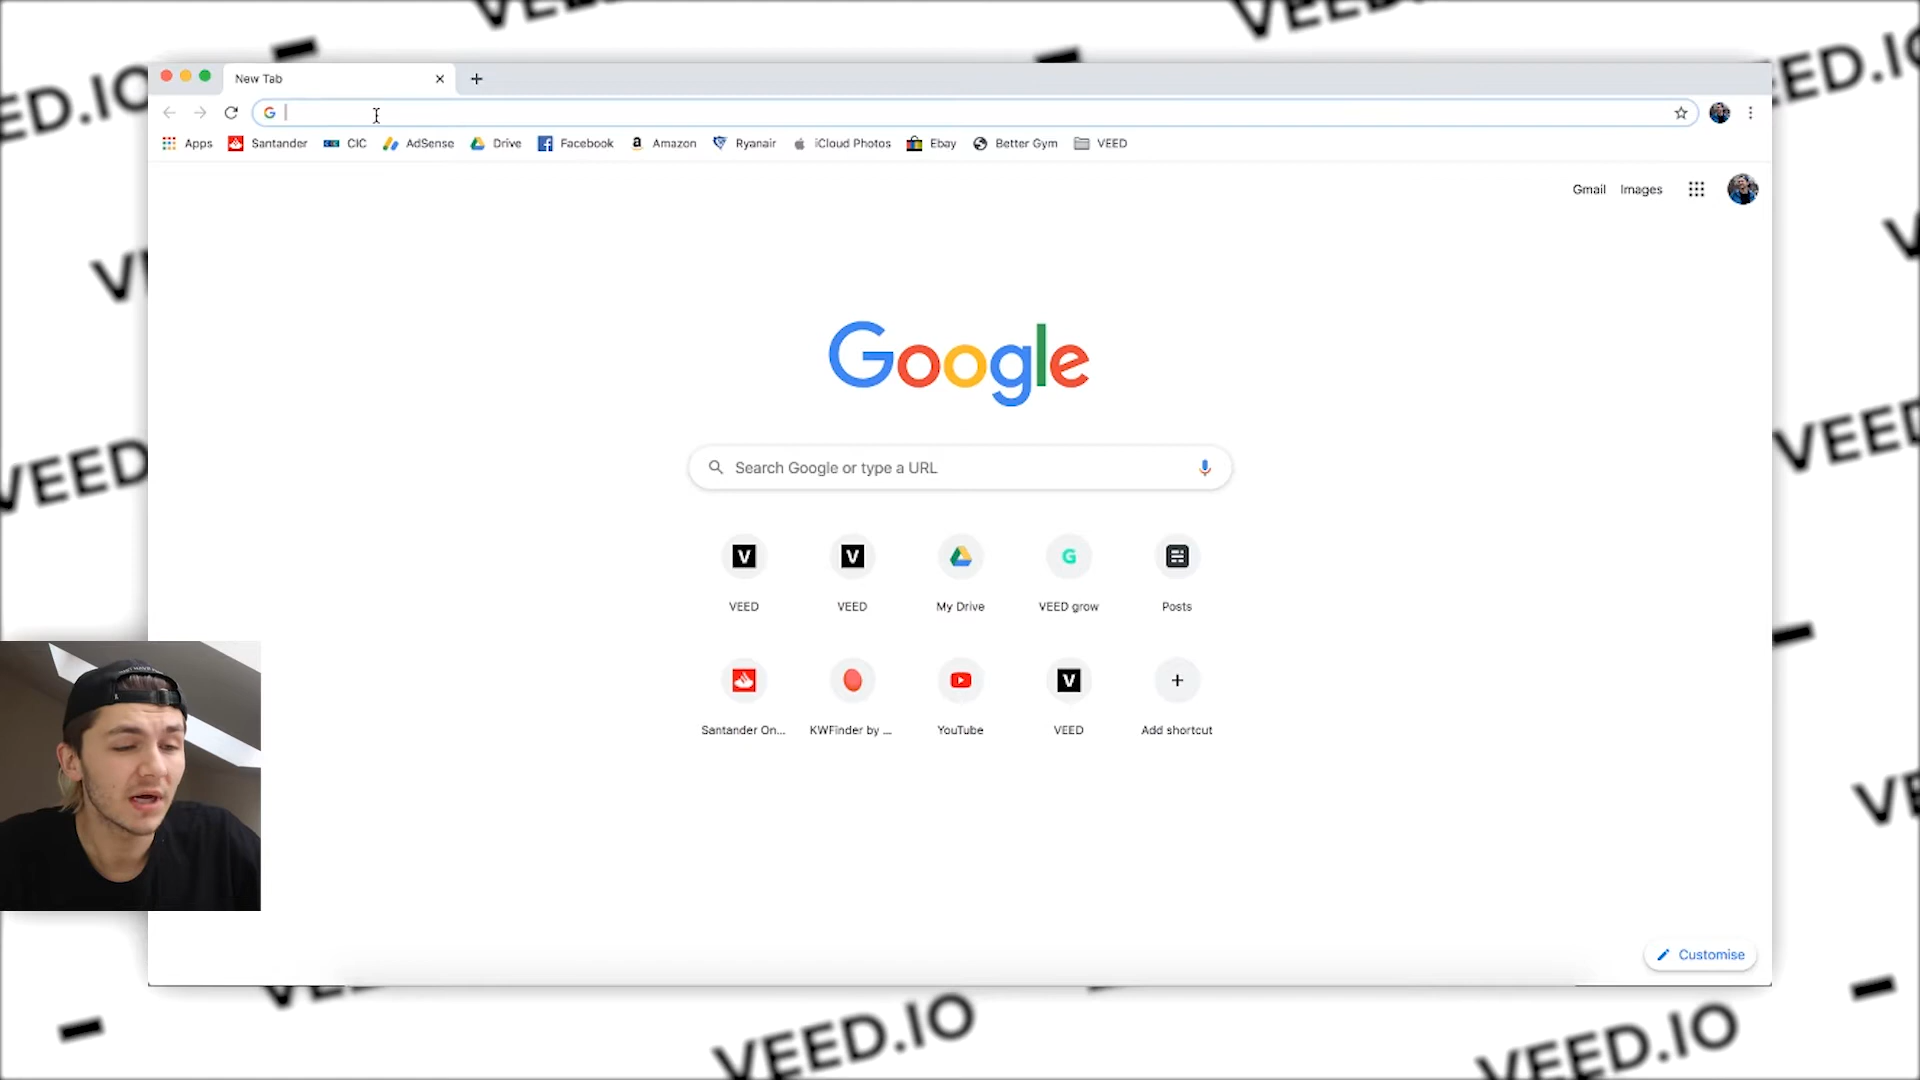 New Tab
Apps Santander CIC AdSense Drive Facebook Amazon Ryanair iCloud Photos Ebay Better Gym VEED
Gmail Images
Google
Search Google or type a URL
VEED VEED My Drive VEED grow Posts
Santander On... KWFinder by ... YouTube VEED Add shortcut
Customise
VEED.IO
VEED.IO